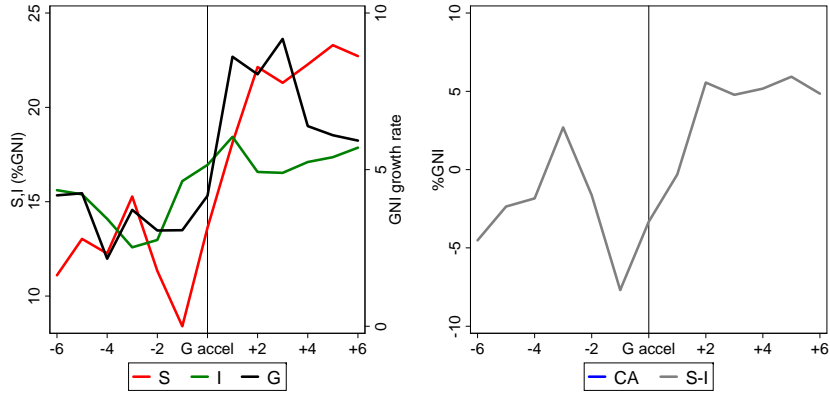 25
20
15
10
S,I (%GNI)
10
5
0
GNI growth rate
-6 -4 -2 G accel +2 +4 +6
S I G
10
5
0
-5
-10
%GNI
-6 -4 -2 G accel +2 +4 +6
CA S-I